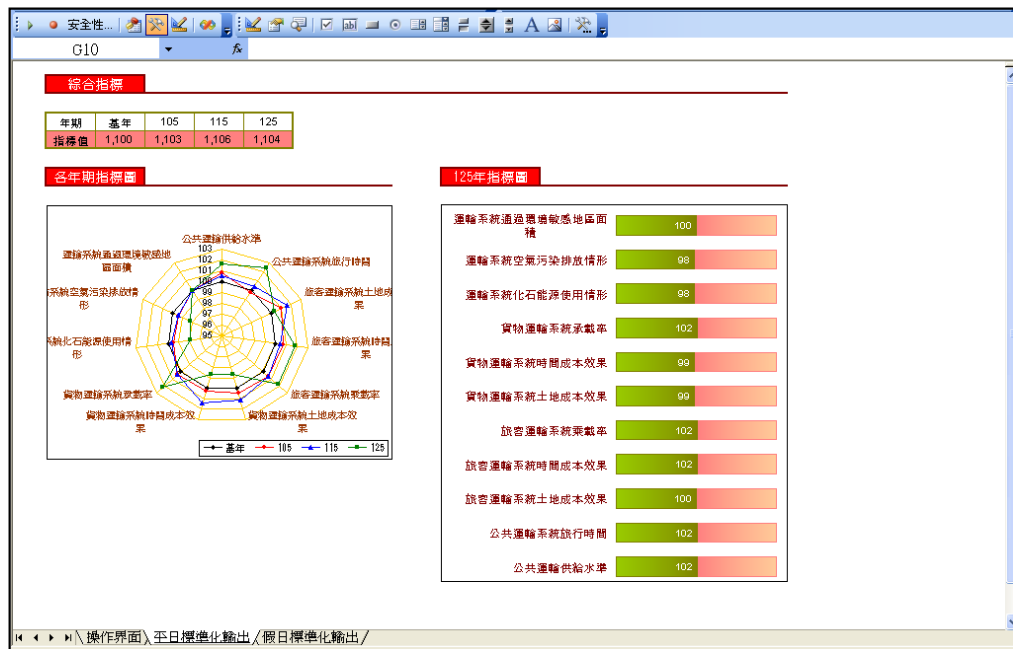 安全性...
G10
fx
綜合指標
年期 基年 105 115 125
指標值 1,100 1,103 1,106 1,104
各年期指標圖
公共運輸供給水準
公共運輸系統旅行時間
旅客運輸系統土地成
果
旅客運輸系統時間
果
旅客運輸系統乘載率
貨物運輸系統土地成本效
果
貨物運輸系統時間成本效
果
貨物運輸系統承載率
系統化石能源使用情
形
系統空氣污染排放情
形
運輸系統通過環境敏感地
區面積
103
102
101
100
99
98
97
96
95
基年 105 115 125
125年指標圖
運輸系統通過環境敏感地區面
積
100
運輸系統空氣污染排放情形 98
運輸系統化石能源使用情形 98
貨物運輸系統承載率 102
貨物運輸系統時間成本效果 99
貨物運輸系統土地成本效果 99
旅客運輸系統乘載率 102
旅客運輸系統時間成本效果 102
旅客運輸系統土地成本效果 100
公共運輸系統旅行時間 102
公共運輸供給水準 102
操作界面 平日標準化輸出 假日標準化輸出